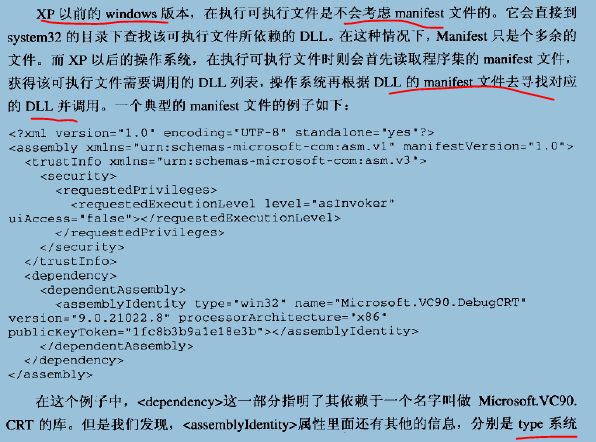 XP 以前的 windows 版本，在执行可执行文件是不会考虑 manifest 文件的。它会直接到
system32 的目录下查找该可执行文件所依赖的 DLL。在这种情况下，Manifest 只是个多余的
文件。而 XP 以后的操作系统，在执行可执行文件时则会首先读取程序集的 manifest 文件，
获得该可执行文件需要调用的 DLL 列表，操作系统再根据 DLL 的 manifest 文件去寻找对应
的 DLL 并调用。一个典型的 manifest 文件的例子如下：
<?xml version="1.0" encoding="UTF-8" standalone="yes"?>
<assembly xmlns="urn:schemas-microsoft-com:asm.v1" manifestVersion="1.0">
<trustInfo xmlns="urn:schemas-microsoft-com:asm.v3">
<security>
<requestedPrivileges>
<requestedExecutionLevel level="asInvoker"
uiAccess="false"></requestedExecutionLevel>
</requestedPrivileges>
</security>
</trustInfo>
<dependency>
<dependentAssembly>
<assemblyIdentity type="win32" name="Microsoft.VC90.DebugCRT"
version="9.0.21022.8" processorArchitecture="x86"
publicKeyToken="1fc8b3b9a1e18e3b"></assemblyIdentity>
</dependentAssembly>
</dependency>
</assembly>
在这个例子中，<dependency>这一部分指明了其依赖于一个名字叫做 Microsoft.VC90.
CRT 的库。但是我们发现，<assemblyIdentity>属性里面还有其他的信息，分别是 type 系统